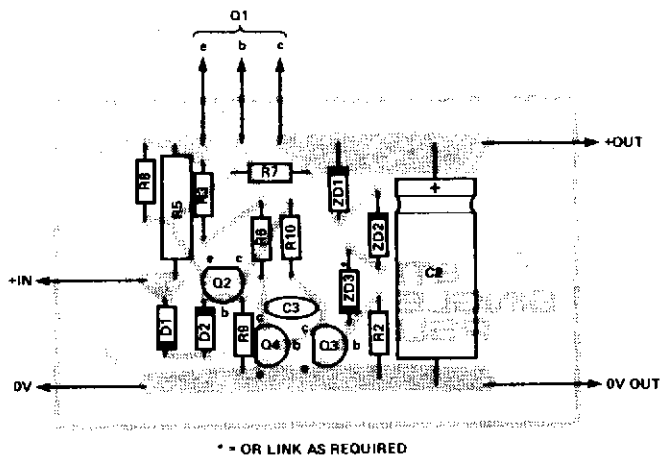 Q1
e b c
+OUT
R8
R5
R3
R7
ZD1
+
R6
R10
ZD2
+IN
e c
Q2
b
ZD3
C2
C3
D1
D2
R9
c
Q4
b
c
Q3
b
R2
e
e
0V
0V OUT
* = OR LINK AS REQUIRED